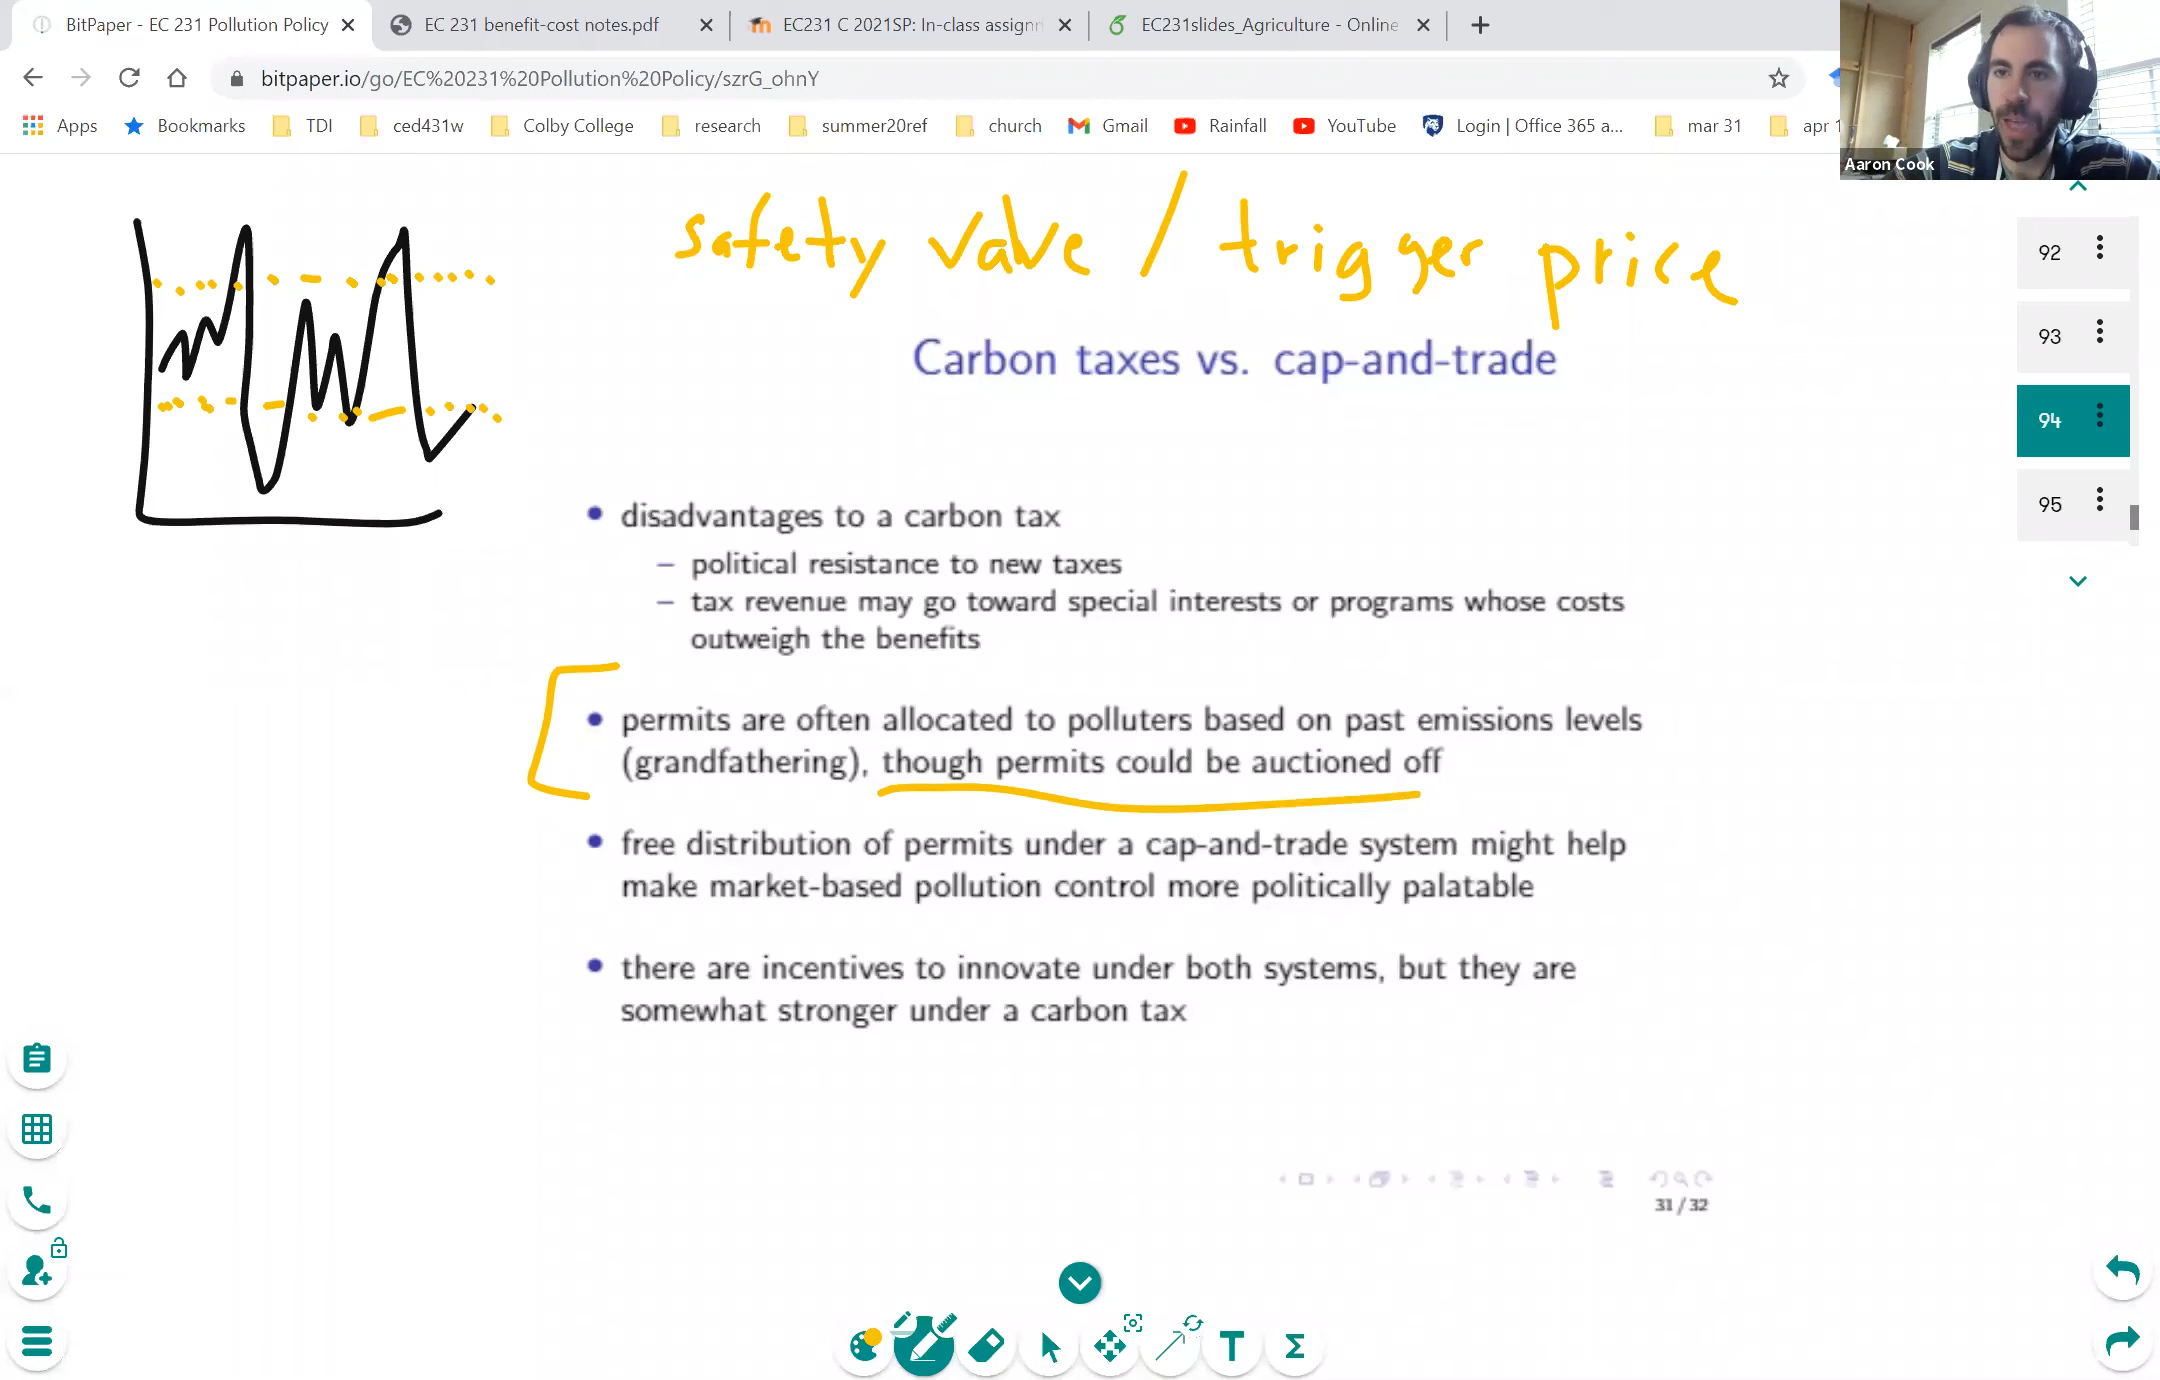 BitPaper - EC 231 Pollution Policy
EC 231 benefit-cost notes.pdf
EC231 C 2021SP: In-class assign
EC231slides_Agriculture - Online
bitpaper.io/go/EC%20231%20Pollution%20Policy/szrG_ohnY
Apps Bookmarks TDI ced431w Colby College research summer20ref church Gmail Rainfall YouTube Login | Office 365 a... mar 31 apr 1
Aaron Cook
safety valve / trigger price
Carbon taxes vs. cap-and-trade
92
93
94
95
• disadvantages to a carbon tax
– political resistance to new taxes
– tax revenue may go toward special interests or programs whose costs
outweigh the benefits
• permits are often allocated to polluters based on past emissions levels
(grandfathering), though permits could be auctioned off
• free distribution of permits under a cap-and-trade system might help
make market-based pollution control more politically palatable
• there are incentives to innovate under both systems, but they are
somewhat stronger under a carbon tax
31 / 32
T Σ